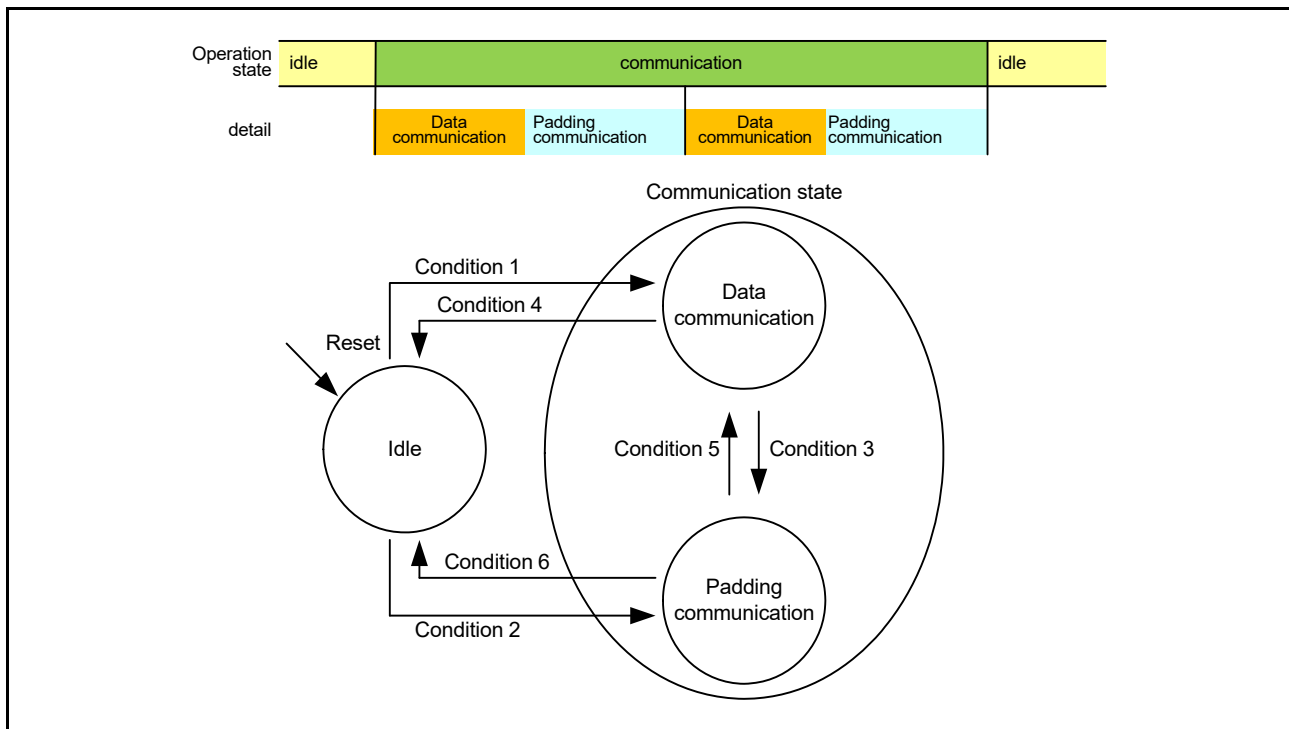 Operation
state
idle
communication
idle
detail
Data
communication
Padding
communication
Data
communication
Padding
communication
Communication state
Condition 1
Data
communication
Condition 4
Reset
Idle
Condition 5
Condition 3
Condition 6
Padding
communication
Condition 2